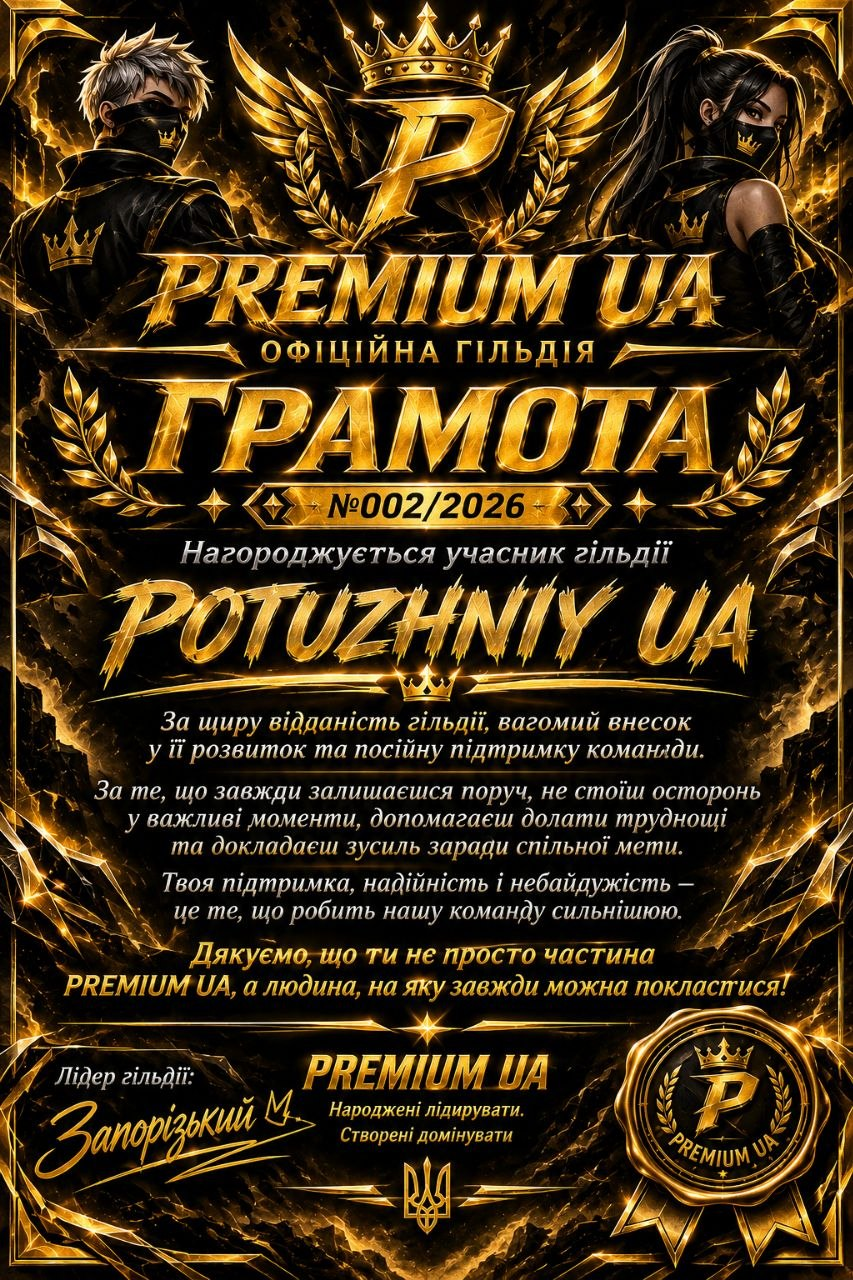 P
PREMIUM UA
ОФІЦІЙНА ГІЛЬДІЯ
ГРАМОТА
№002/2026
Нагороджується учасник гільдії
POTUZHNIY UA
За щиру відданість гільдії, вагомий внесок
у її розвиток та посійну підтримку команди.
За те, що завжди залишаєшся поруч, не стоїш осторонь
у важливі моменти, допомагаєш долати труднощі
та докладаєш зусиль заради спільної мети.
Твоя підтримка, надійність і небайдужість –
це те, що робить нашу команду сильнішою.
Дякуємо, що ти не просто частина
PREMIUM UA, а людина, на яку завжди можна покластися!
Лідер гільдії:
Запорізький
PREMIUM UA
Народжені лідирувати.
Створені домінувати
P
PREMIUM UA